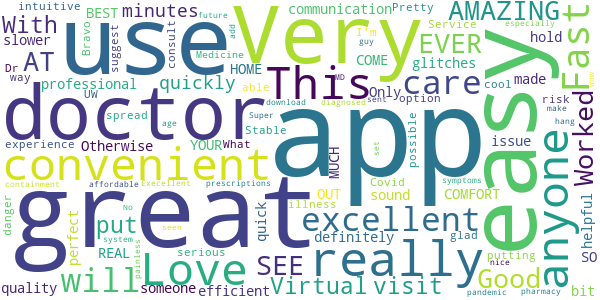 intuitive
BEST
minutes
communication
Pretty
future
add
AMAZING
slower
With
Bravo
suggest
consult
Service
guy
I'm
especially
Dr
AT
use
Very
EVER
hold
way
professional
quickly
HOME
COME
glitches
Fast
UW
This
care
Only
able
cool
made
doctor
download
MD
diagnosed
sent
option
risk
anyone
easy
Worked
mom
experience
spread
Stable
Super
app
possible
issue
make
hang
Otherwise
YOUR
What
age
MUCH
convenient
affordable
Excellent
prescriptions
OUT
Covid
set
symptoms
COMFORT
containment
No
illness
sound
nice
danger
perfect
great
put
quick
excellent
helpful
REAL
system
seen
serious
definitely
glad
putting
SO
will
Love
SEE
really
Good
bit
painless
quality
someone
efficient
Virtual
visit
pandemic
pharmacy
Medicine